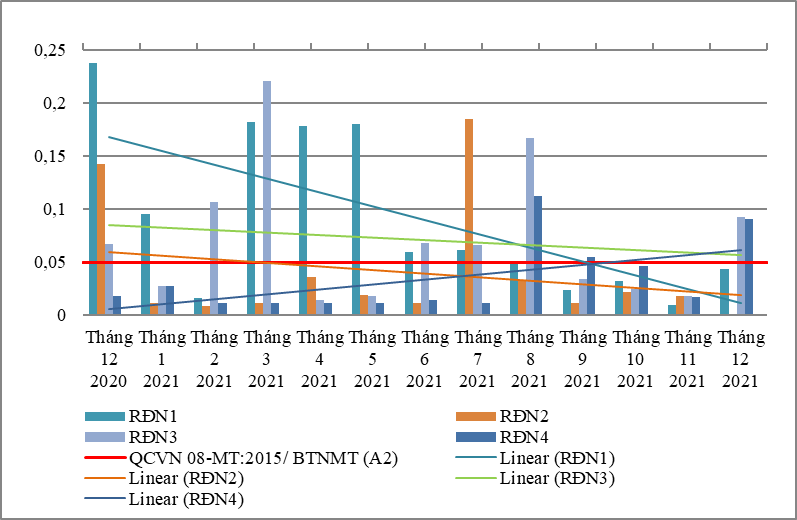 0,25
0,2
0,15
0,1
0,05
0
Tháng Tháng Tháng Tháng Tháng Tháng Tháng Tháng Tháng Tháng Tháng Tháng Tháng
12 1 2 3 4 5 6 7 8 9 10 11 12
2020 2021 2021 2021 2021 2021 2021 2021 2021 2021 2021 2021 2021
RĐN1 RĐN2
RĐN3 RĐN4
QCVN 08-MT:2015/ BTNMT (A2) Linear (RĐN1)
Linear (RĐN2) Linear (RĐN3)
Linear (RĐN4)